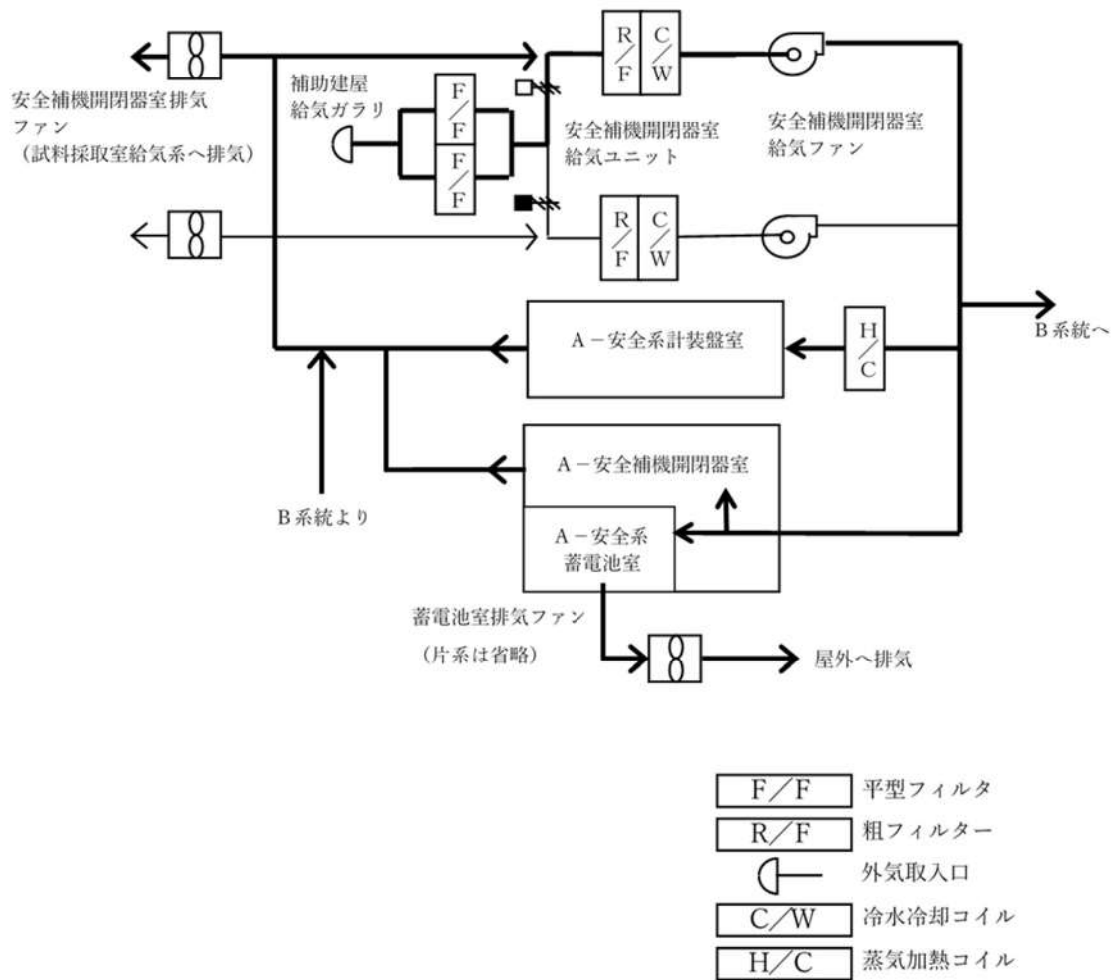 安全補機開閉器室排気
ファン
（試料採取室給気系へ排気）
補助建屋
給気ガラリ
F／F
F／F
R／F
C／W
安全補機開閉器室
給気ユニット
安全補機開閉器室
給気ファン
R／F
C／W
B系統へ
A－安全系計装盤室
H／C
A－安全補機開閉器室
B系統より
A－安全系
蓄電池室
蓄電池室排気ファン
（片系は省略）
屋外へ排気
F／F 平型フィルタ
R／F 粗フィルター
外気取入口
C／W 冷水冷却コイル
H／C 蒸気加熱コイル